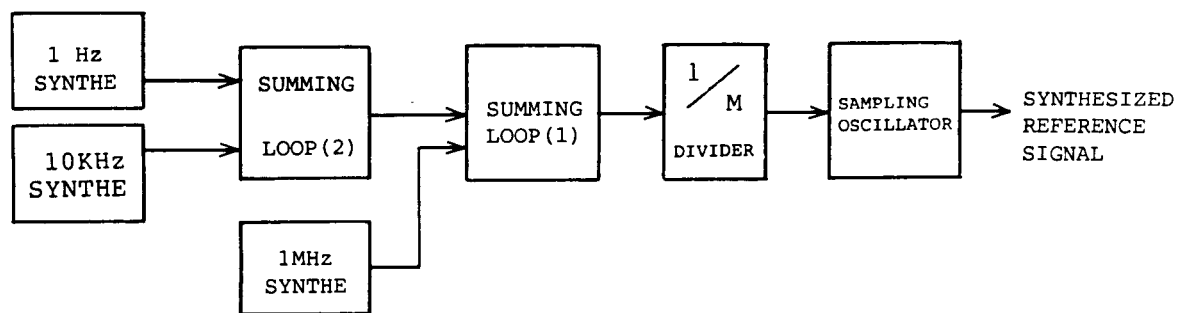 1 Hz
SYNTHE
10KHz
SYNTHE
SUMMING
LOOP(2)
1MHz
SYNTHE
SUMMING
LOOP(1)
1/M
DIVIDER
SAMPLING
OSCILLATOR
SYNTHESIZED
REFERENCE
SIGNAL